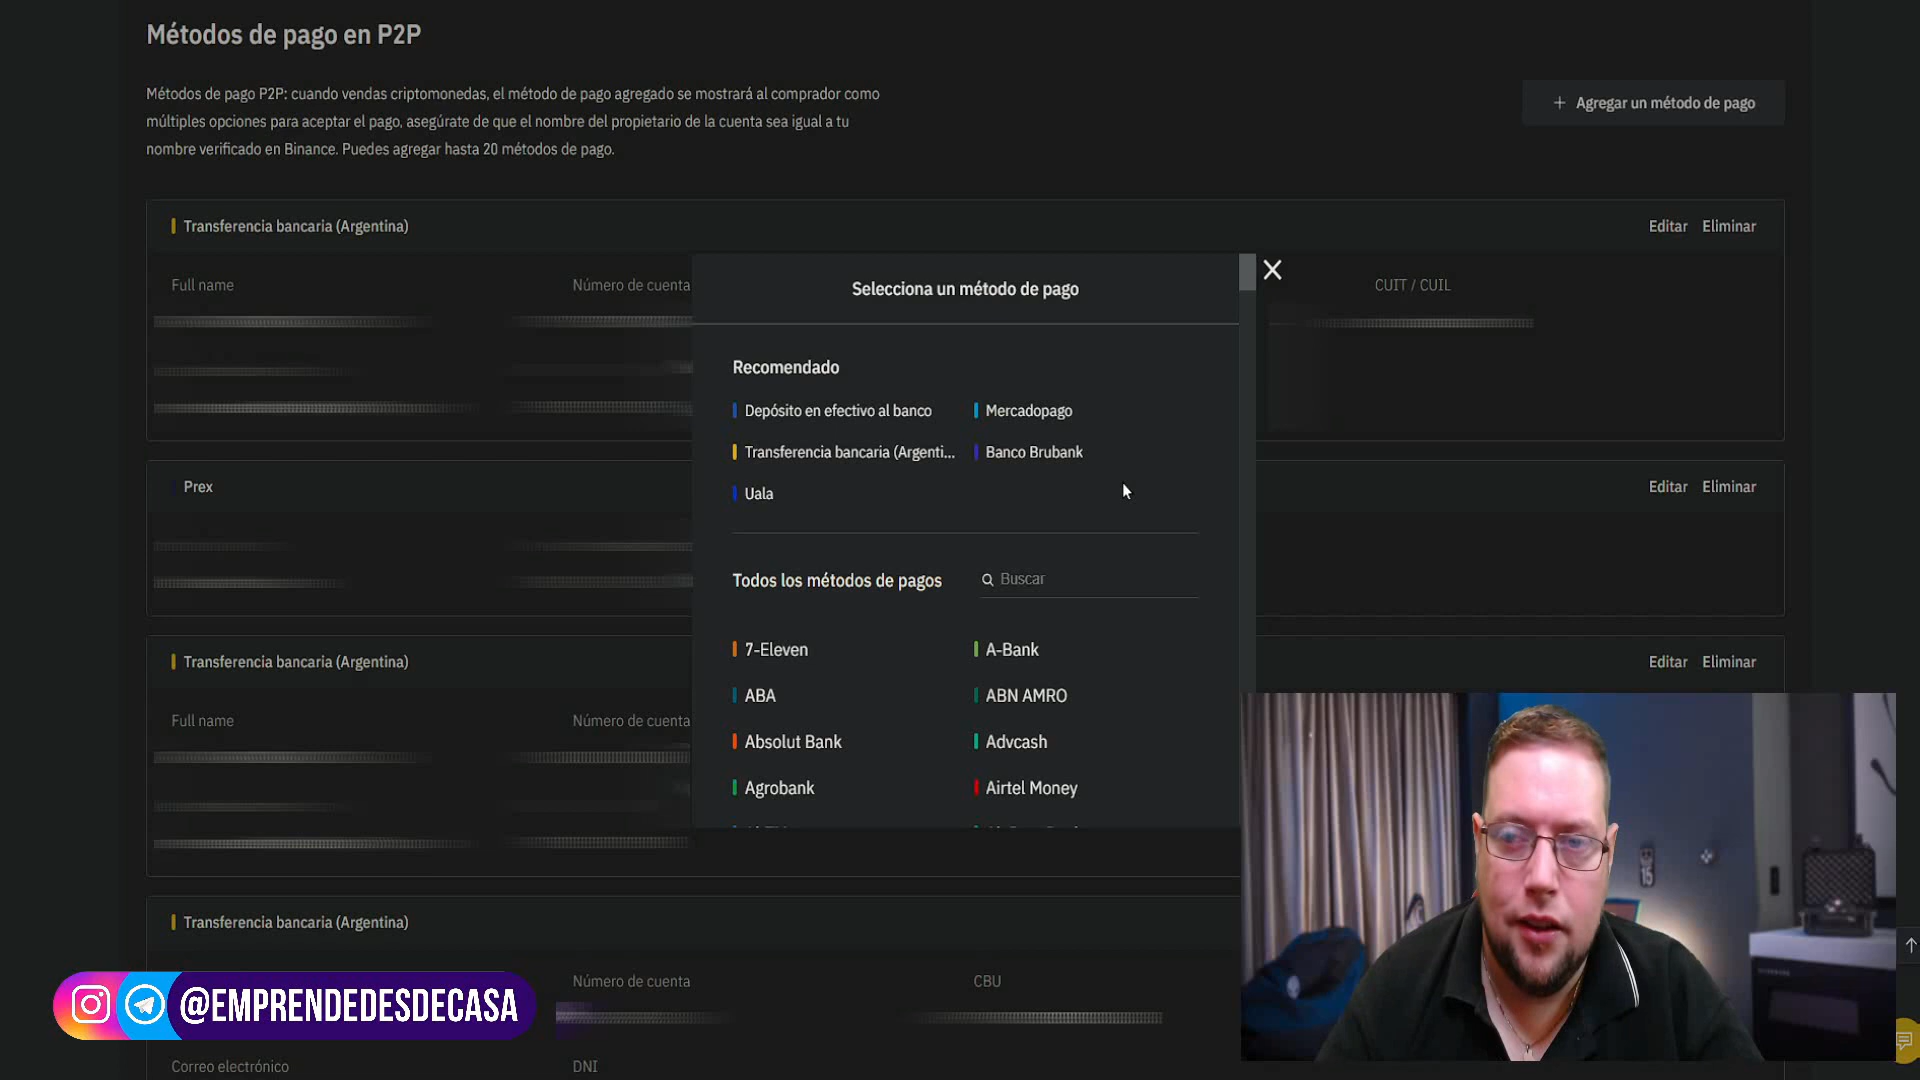 Métodos de pago en P2P
Métodos de pago P2P: cuando vendas criptomonedas, el método de pago agregado se mostrará al comprador como
múltiples opciones para aceptar el pago, asegúrate de que el nombre del propietario de la cuenta sea igual a tu
nombre verificado en Binance. Puedes agregar hasta 20 métodos de pago.
+ Agregar un método de pago
Transferencia bancaria (Argentina)
Editar Eliminar
Full name
Número de cuenta
CUIT / CUIL
Selecciona un método de pago
Recomendado
Depósito en efectivo al banco
Mercadopago
Transferencia bancaria (Argenti...
Banco Brubank
Uala
Todos los métodos de pagos
Buscar
7-Eleven
A-Bank
ABA
ABN AMRO
Absolut Bank
Advcash
Agrobank
Airtel Money
Prex
Editar Eliminar
Transferencia bancaria (Argentina)
Editar Eliminar
Full name
Número de cuenta
Transferencia bancaria (Argentina)
Número de cuenta
CBU
@EMPRENDEDESDECASA
Correo electrónico
DNI
15